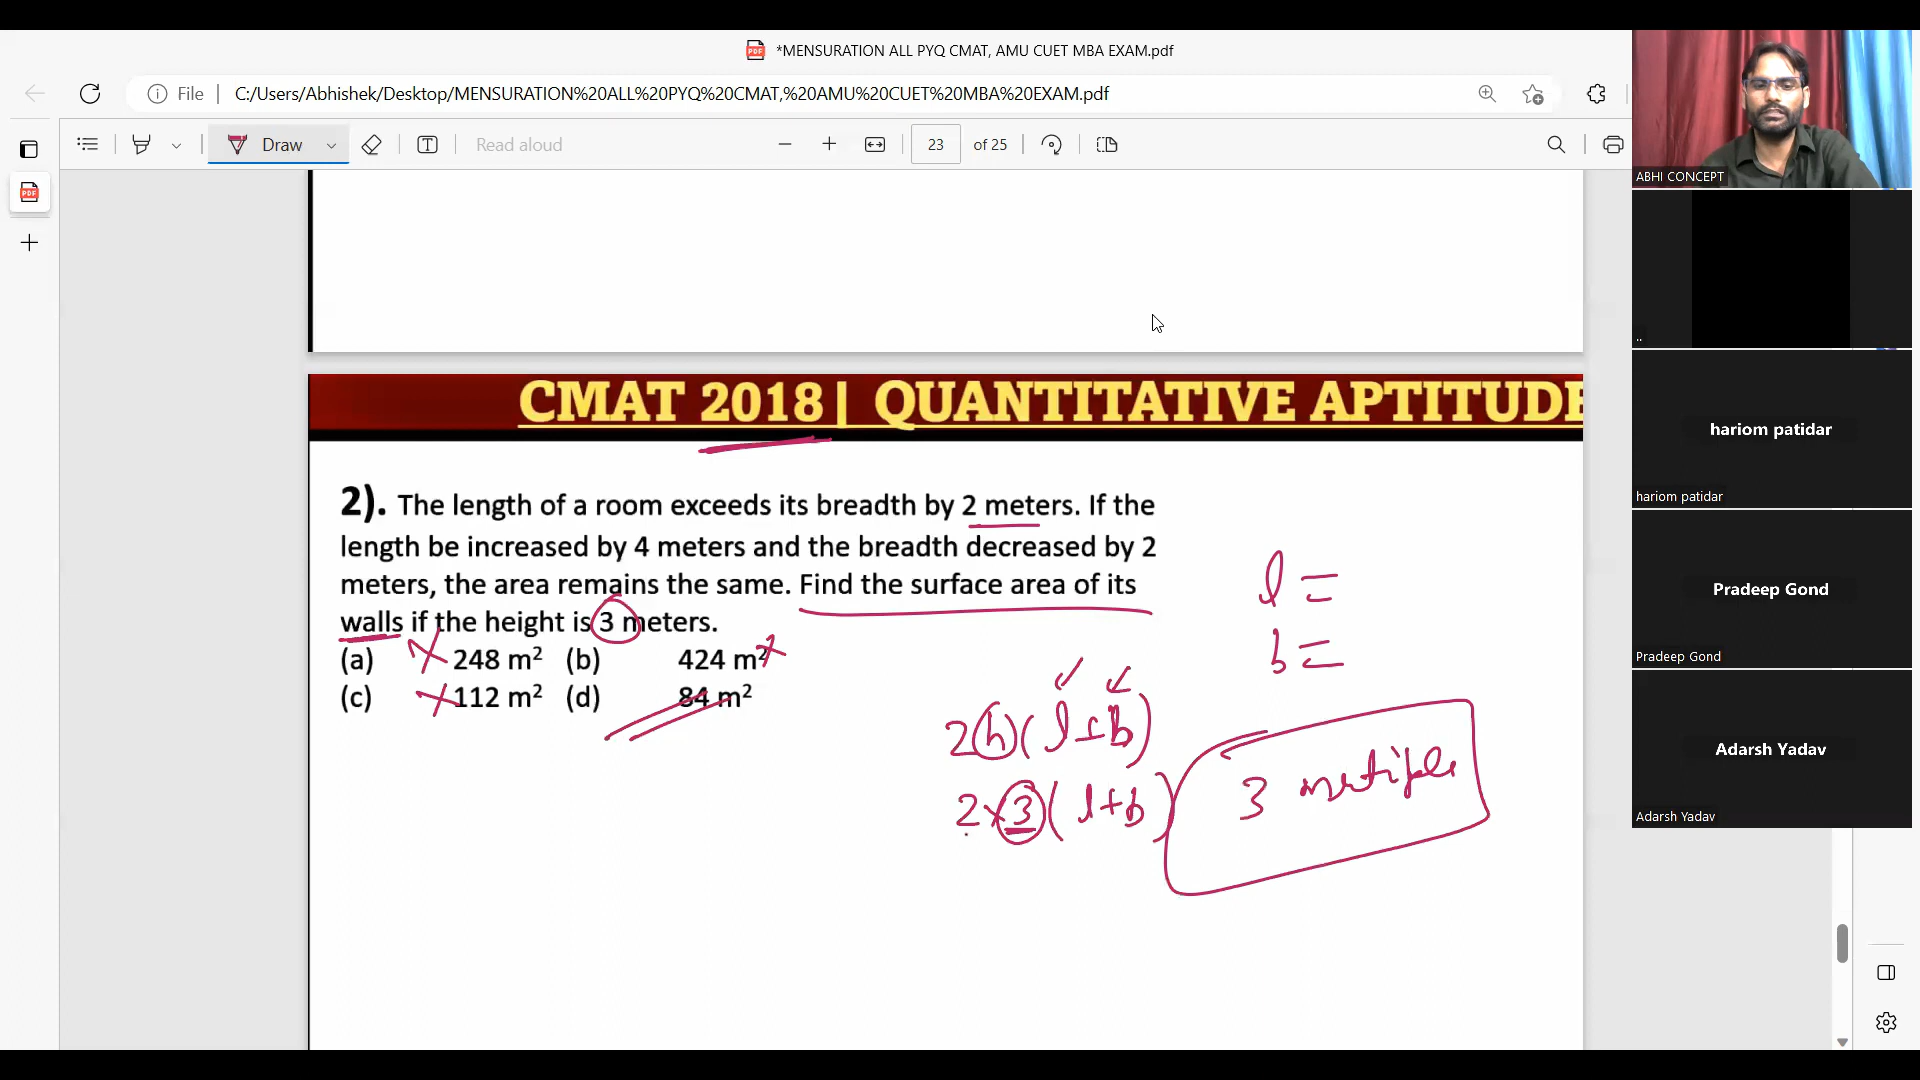 *MENSURATION ALL PYQ CMAT, AMU CUET MBA EXAM.pdf
File
C:/Users/Abhishek/Desktop/MENSURATION%20ALL%20PYQ%20CMAT,%20AMU%20CUET%20MBA%20EXAM.pdf
Draw
Read aloud
23 of 25
ABHI CONCEPT
..
hariom patidar
hariom patidar
Pradeep Gond
Pradeep Gond
Adarsh Yadav
Adarsh Yadav
CMAT 2018| QUANTITATIVE APTITUDE
2). The length of a room exceeds its breadth by 2 meters. If the
length be increased by 4 meters and the breadth decreased by 2
meters, the area remains the same. Find the surface area of its
walls if the height is 3 meters.
(a) 248 m² (b) 424 m²
(c) 112 m² (d) 84 m²
l =
b =
2h(l+b)
2×3(l+b)
3 multiple